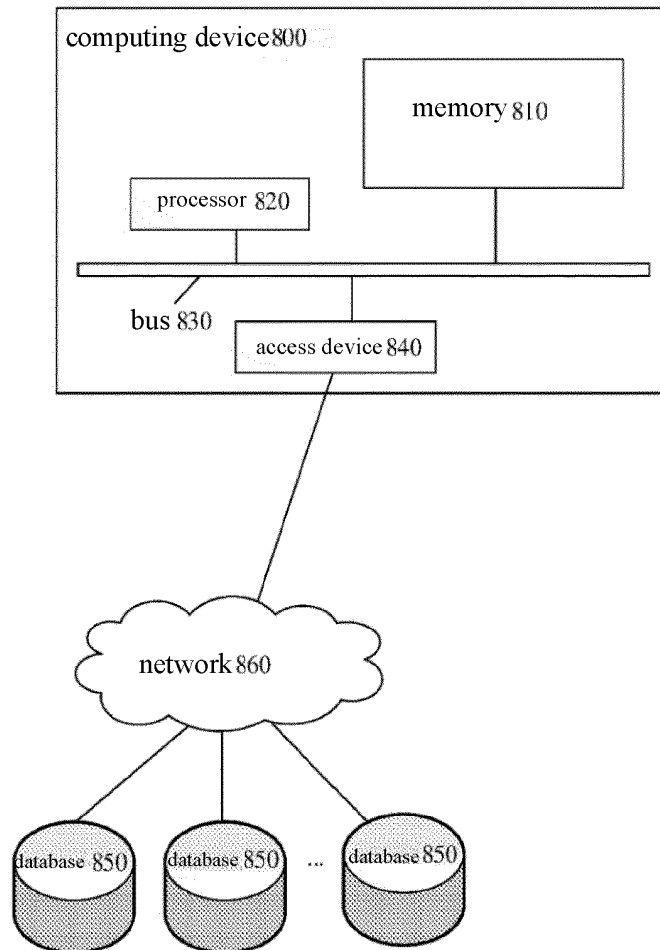 computing device800
memory 810
processor 820
bus 830
access device 840
network 860
database 850
database 850
...
database 850